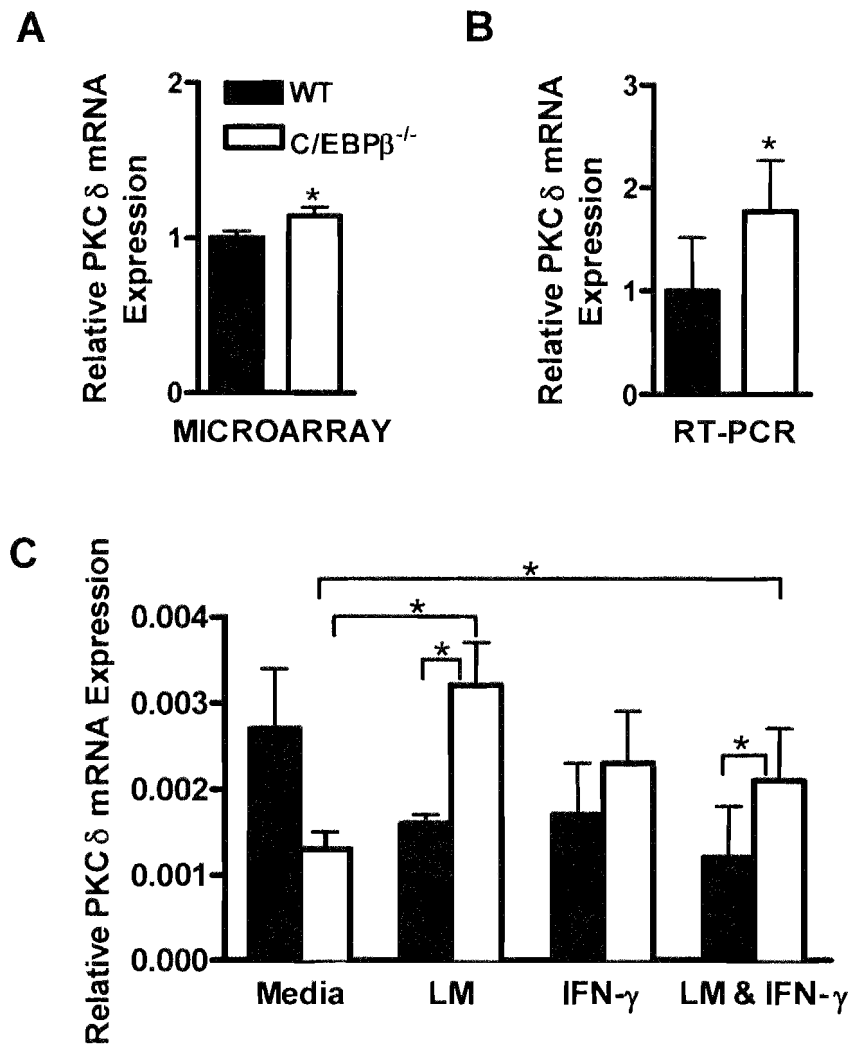 A
Relative PKCδ mRNA
Expression
2
1
0
WT
C/EBPβ-/-
*
MICROARRAY
B
Relative PKCδ mRNA
Expression
3
2
1
0
*
RT-PCR
C
Relative PKCδ mRNA Expression
0.004
0.003
0.002
0.001
0.000
*
*
*
*
Media
LM
IFN-γ
LM & IFN-γ